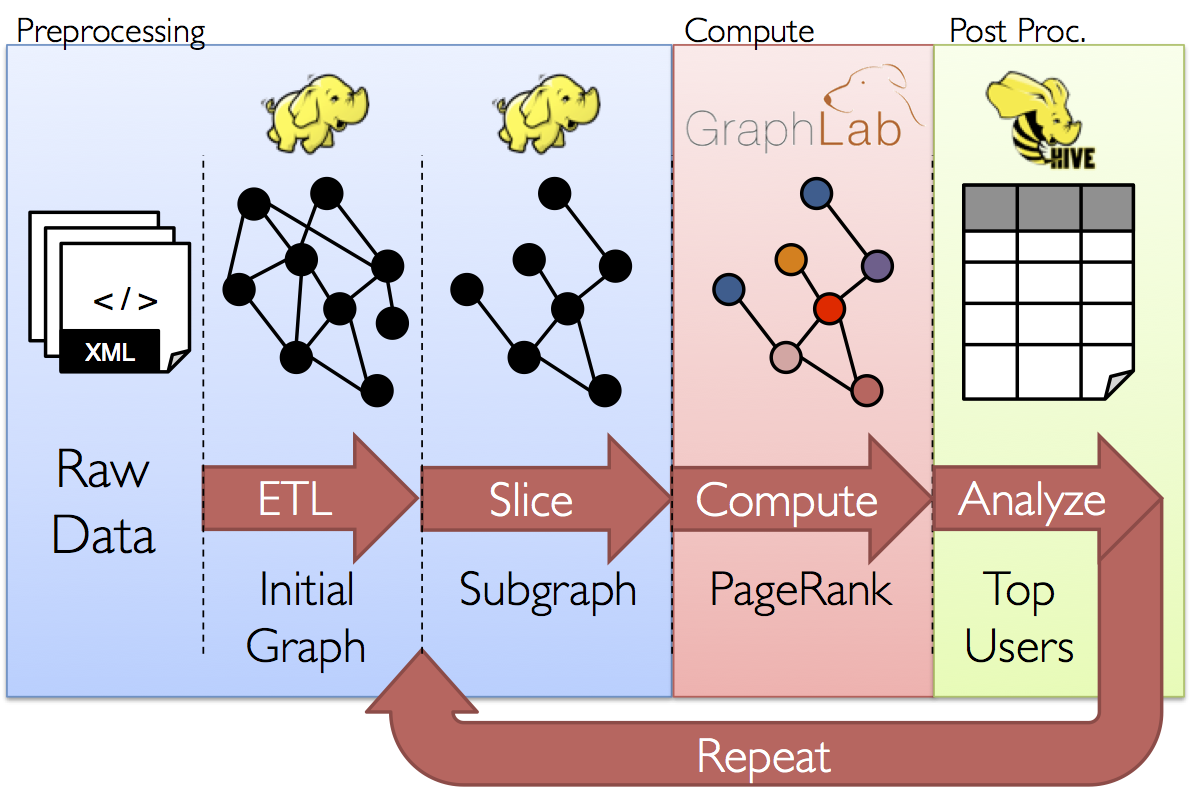 Preprocessing
Compute
Post Proc.
GraphLab
HIVE
</>
XML
Raw
Data
ETL
Slice
Compute
Analyze
Initial
Graph
Subgraph
PageRank
Top
Users
Repeat